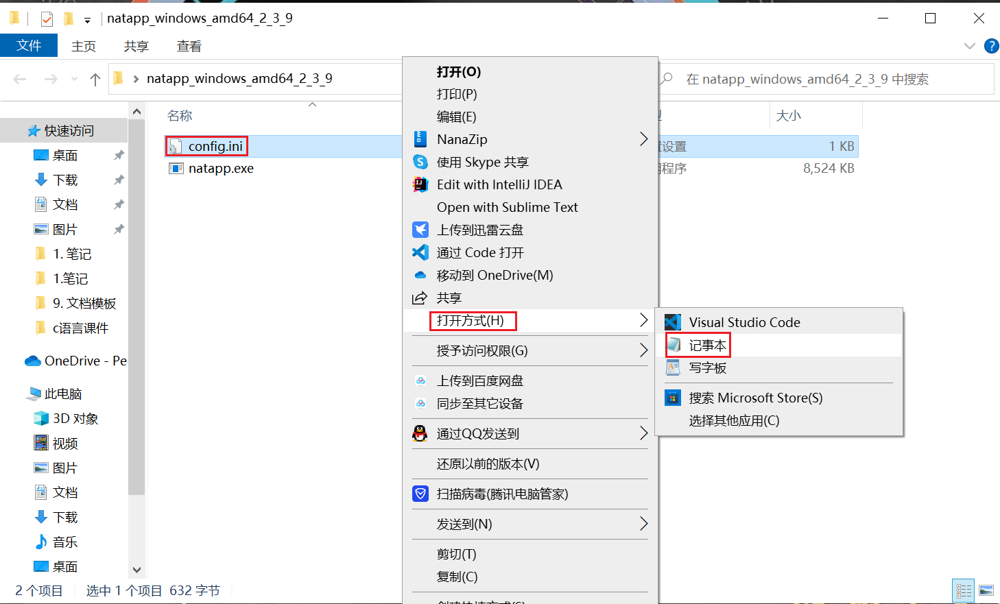 natapp_windows_amd64_2_3_9
文件
主页
共享
查看
natapp_windows_amd64_2_3_9
在 natapp_windows_amd64_2_3_9 中搜索
名称
大小
快速访问
桌面
下载
文档
图片
1. 笔记
1.笔记
9. 文档模板
c语言课件
OneDrive - Pe
此电脑
3D 对象
视频
图片
文档
下载
音乐
桌面
config.ini
设置
1 KB
natapp.exe
程序
8,524 KB
打开(O)
打印(P)
编辑(E)
NanaZip
使用 Skype 共享
Edit with IntelliJ IDEA
Open with Sublime Text
上传到迅雷云盘
通过 Code 打开
移动到 OneDrive(M)
共享
打开方式(H)
授予访问权限(G)
上传到百度网盘
同步至其它设备
通过QQ发送到
还原以前的版本(V)
扫描病毒(腾讯电脑管家)
发送到(N)
剪切(T)
复制(C)
Visual Studio Code
记事本
写字板
搜索 Microsoft Store(S)
选择其他应用(C)
2 个项目
选中 1 个项目 632 字节